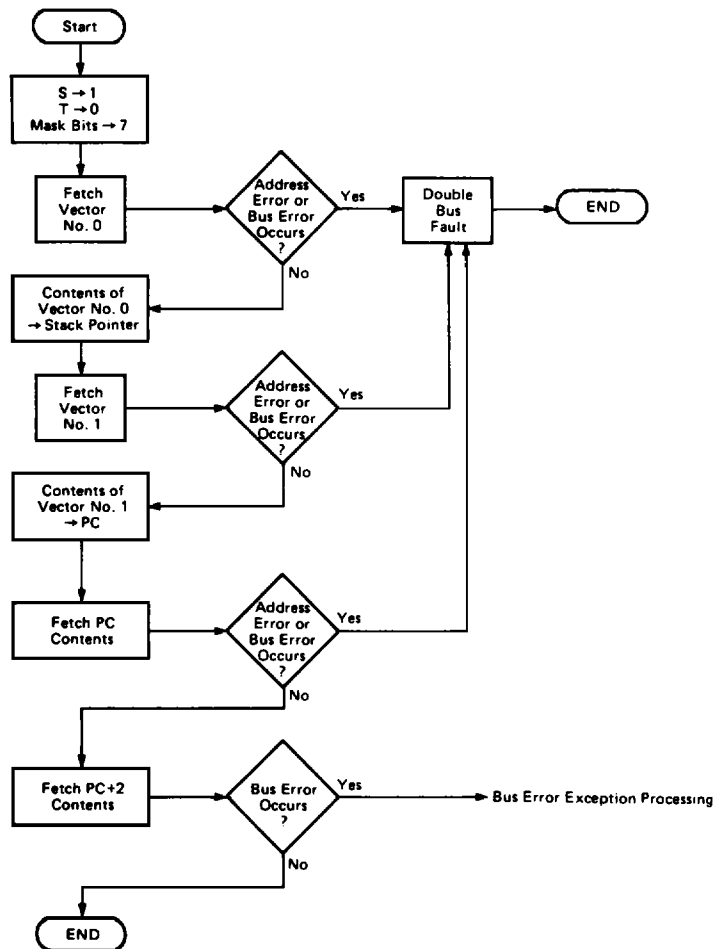 Start
S → 1
T → 0
Mask Bits → 7
Fetch
Vector
No. 0
Address
Error or
Bus Error
Occurs
?
Yes
No
Double
Bus
Fault
END
Contents of
Vector No. 0
→ Stack Pointer
Fetch
Vector
No. 1
Address
Error or
Bus Error
Occurs
?
Yes
No
Contents of
Vector No. 1
→ PC
Fetch PC
Contents
Address
Error or
Bus Error
Occurs
?
Yes
No
Fetch PC+2
Contents
Bus Error
Occurs
?
Yes
No
Bus Error Exception Processing
END